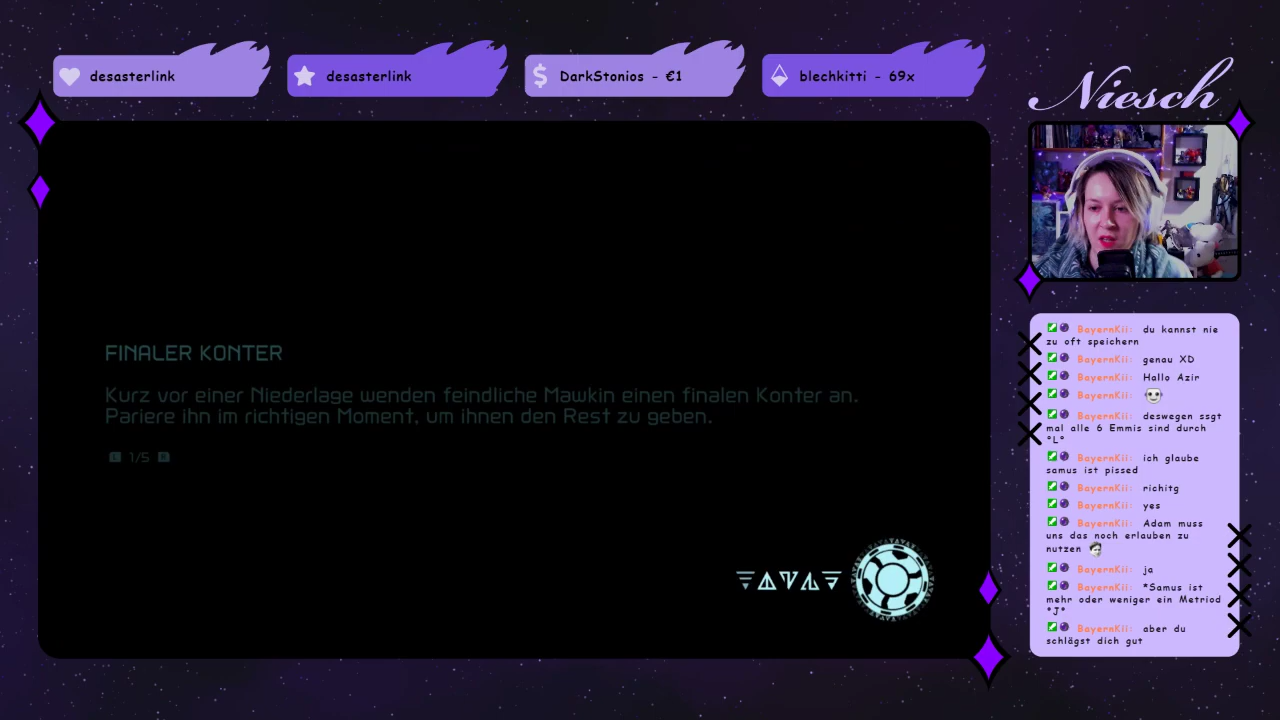 desasterlink
desasterlink
DarkStonios - €1
blechkitti - 69x
Niesch
FINALER KONTER
Kurz vor einer Niederlage wenden feindliche Mawkin einen finalen Konter an.
Pariere ihn im richtigen Moment, um ihnen den Rest zu geben.
L 1/5 R
BayernKii: du kannst nie
zu oft speichern
BayernKii: genau XD
BayernKii: Hallo Azir
BayernKii:
BayernKii: deswegen ssgt
mal alle 6 Emmis sind durch
°L°
BayernKii: ich glaube
samus ist pissed
BayernKii: richitg
BayernKii: yes
BayernKii: Adam muss
uns das noch erlauben zu
nutzen
BayernKii: ja
BayernKii: *Samus ist
mehr oder weniger ein Metriod
°J°
BayernKii: aber du
schlägst dich gut